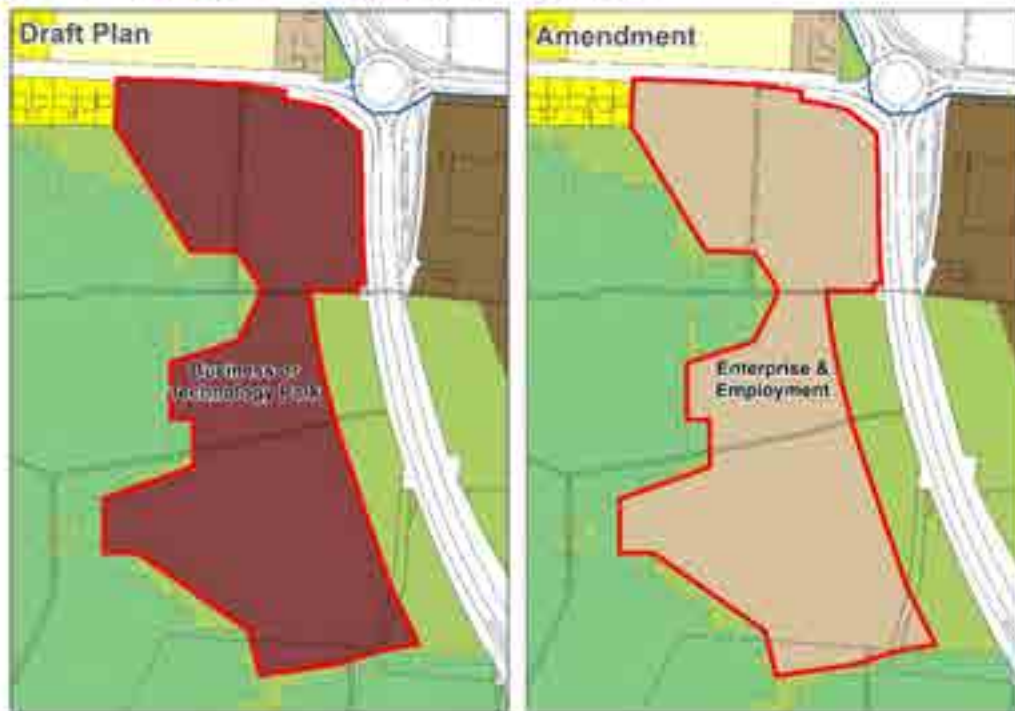 Draft Plan
Amendment
Business or
Technology Park
Enterprise &
Employment